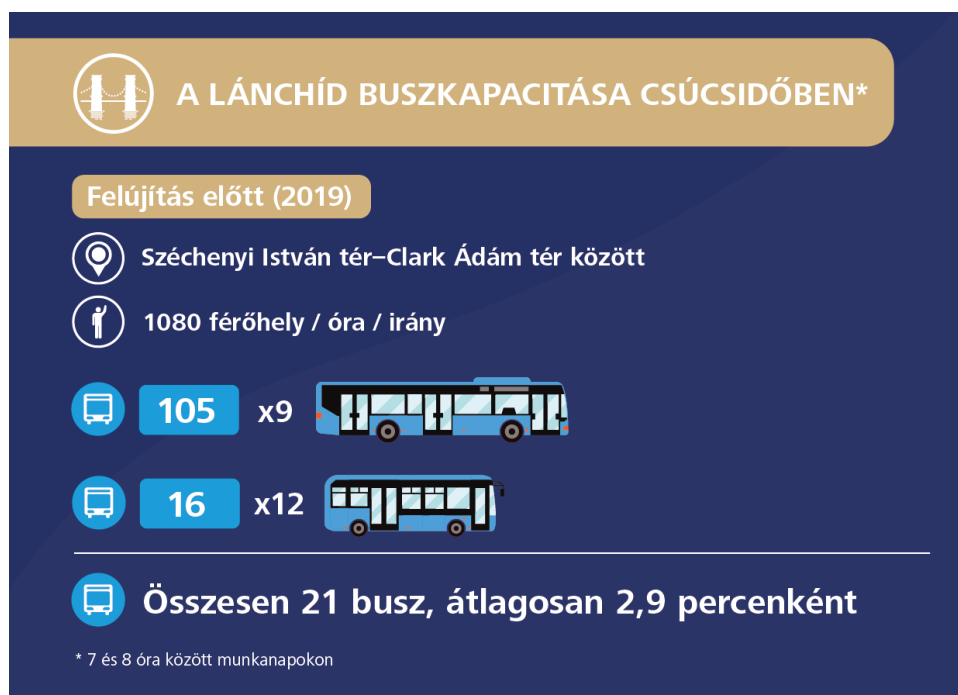 A LÁNCHÍD BUSZKAPACITÁSA CSÚCSIDŐBEN*
Felújítás előtt (2019)
Széchenyi István tér–Clark Ádám tér között
1080 férőhely / óra / irány
105 x9
16 x12
Összesen 21 busz, átlagosan 2,9 percenként
* 7 és 8 óra között munkanapokon